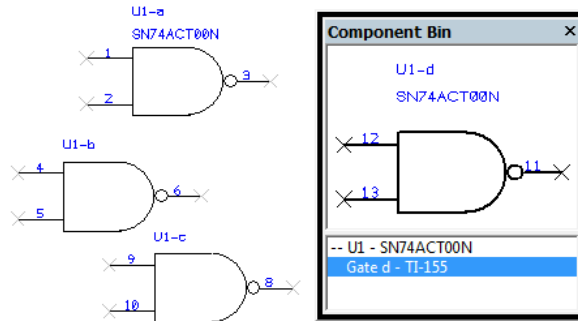 U1-a
SN74ACT00N
1
3
2
U1-b
4
6
5
U1-c
9
8
10
Component Bin
U1-d
SN74ACT00N
12
11
13
-- U1 - SN74ACT00N
Gate d - TI-155